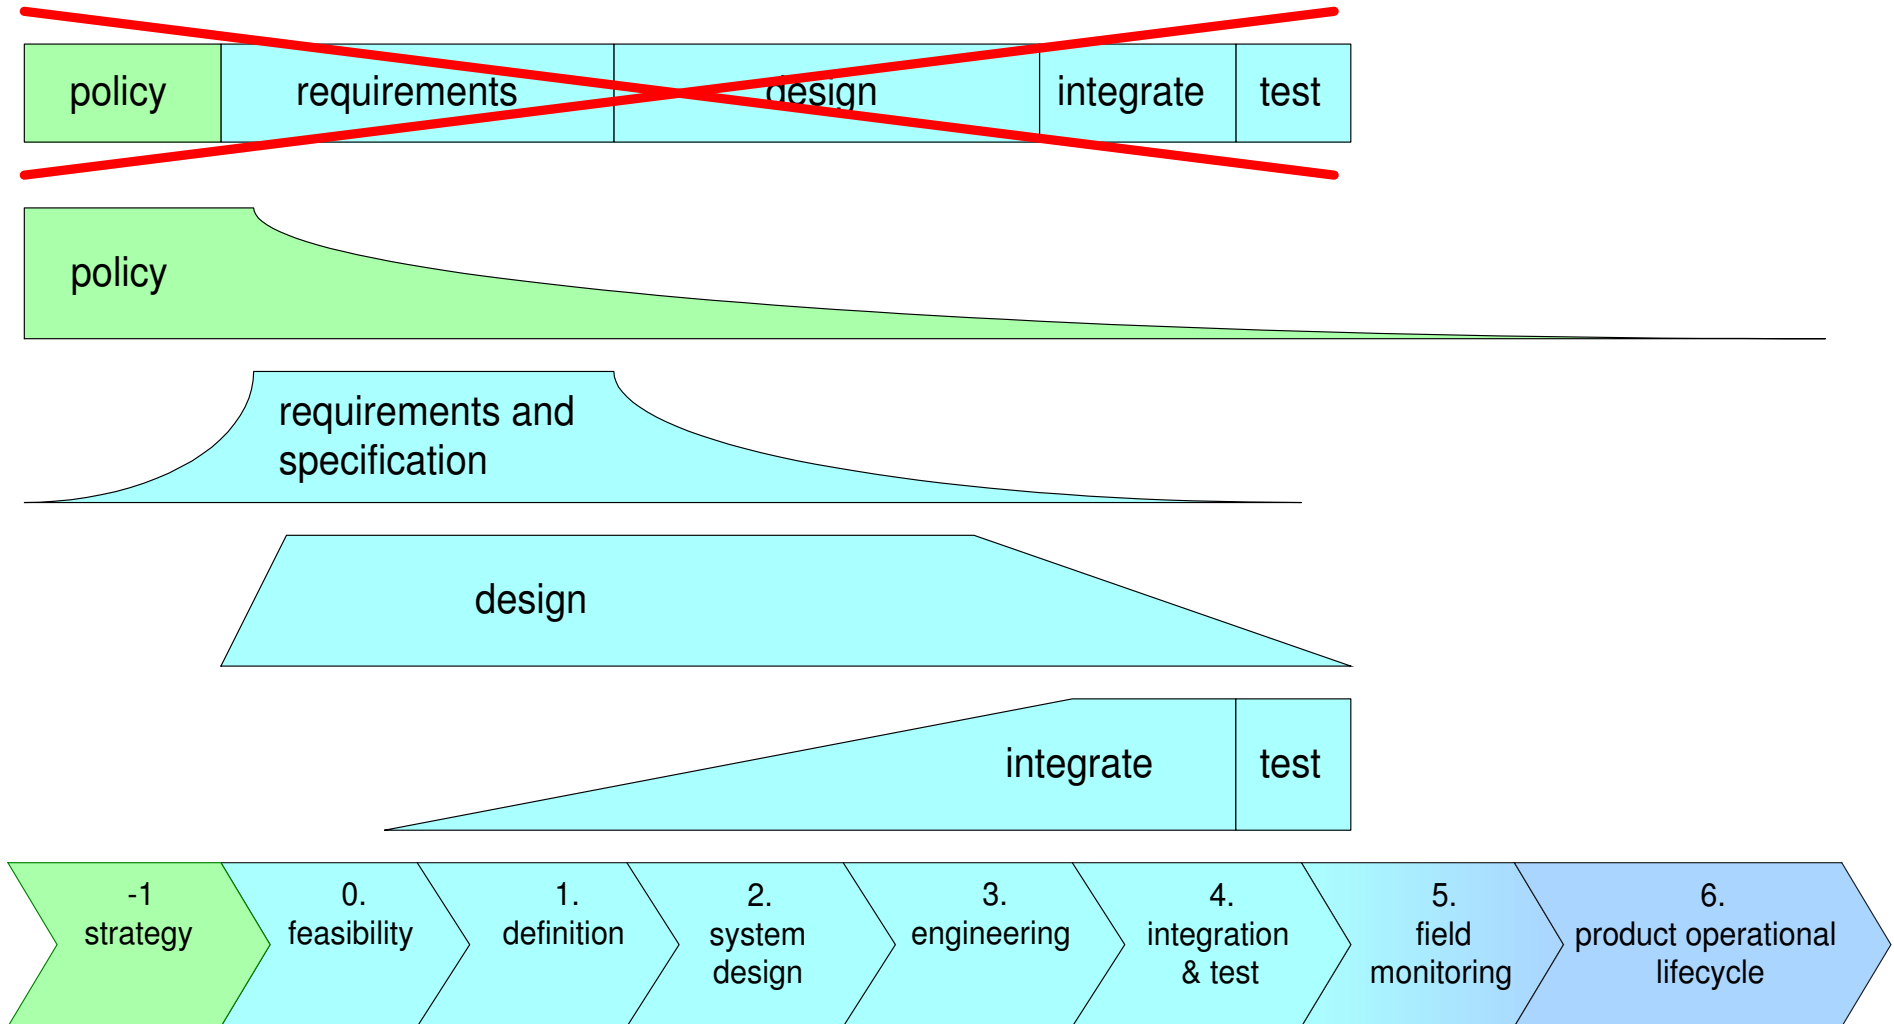 policy requirements design integrate test
policy
requirements and
specification
design
integrate test
-1
strategy
0.
feasibility
1.
definition
2.
system
design
3.
engineering
4.
integration
& test
5.
field
monitoring
6.
product operational
lifecycle